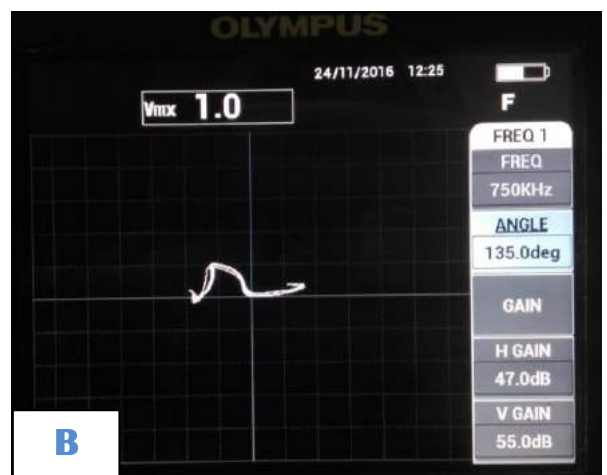 OLYMPUS
24/11/2016 12:25
Vmx 1.0
F
FREQ 1
FREQ
750KHz
ANGLE
135.0deg
GAIN
H GAIN
47.0dB
V GAIN
55.0dB
B